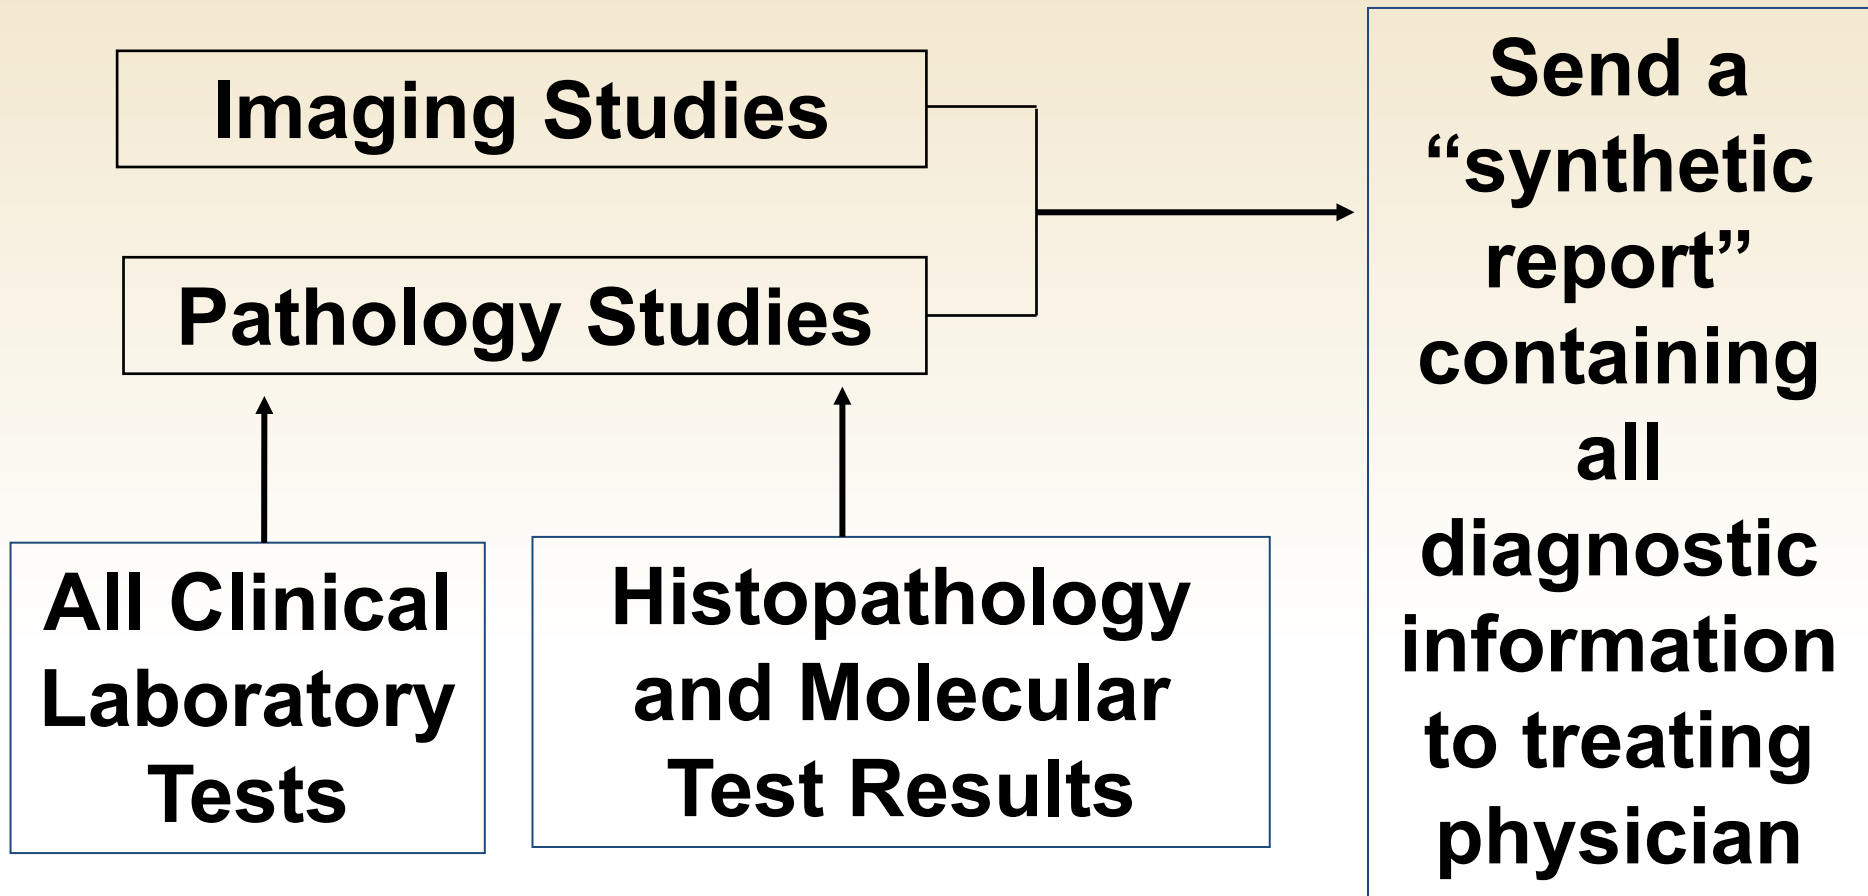 Imaging Studies
Pathology Studies
All Clinical
Laboratory
Tests
Histopathology
and Molecular
Test Results
Send a
“synthetic
report”
containing
all
diagnostic
information
to treating
physician